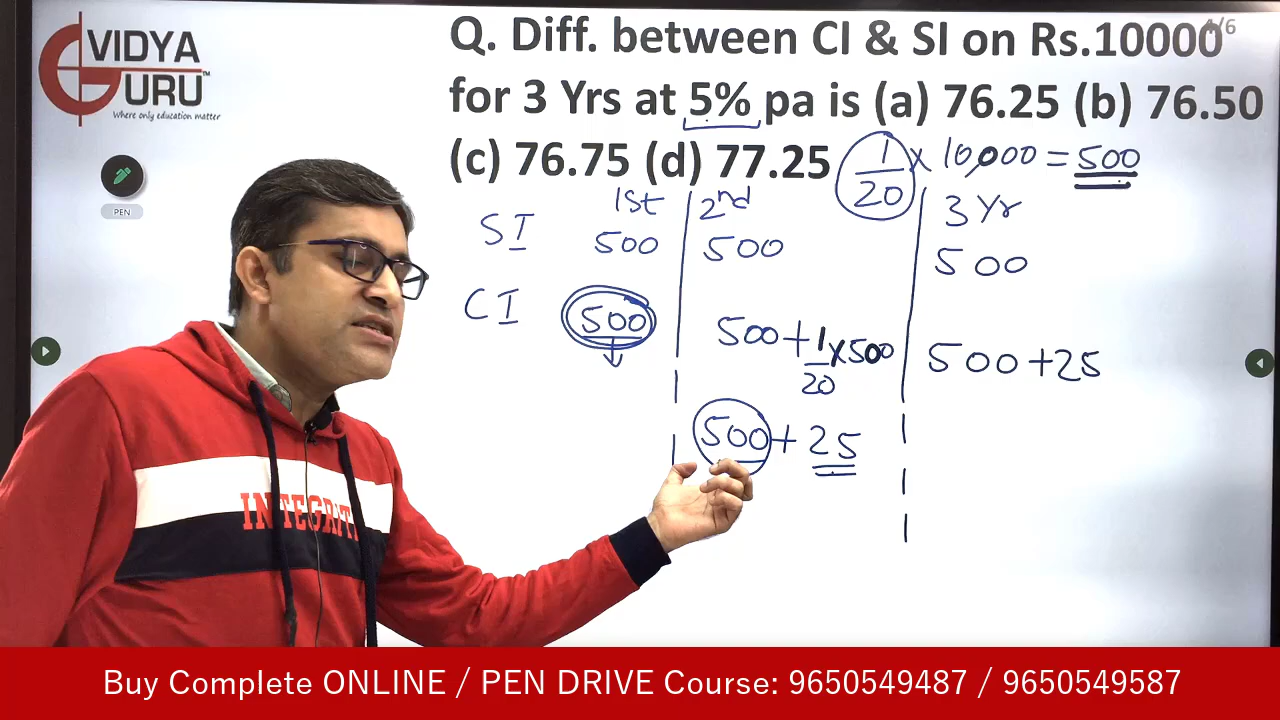 VIDYA
GURU
TM
Where only education matter
PEN
Q. Diff. between CI & SI on Rs.10000
for 3 Yrs at 5% pa is (a) 76.25 (b) 76.50
(c) 76.75 (d) 77.25
1/20 × 10,000 = 500
1st 2nd 3 Yr
SI 500 500 500
CI 500 500 + 1/20 × 500 500 + 25
500 + 25
INTEGRITY
Buy Complete ONLINE / PEN DRIVE Course: 9650549487 / 9650549587